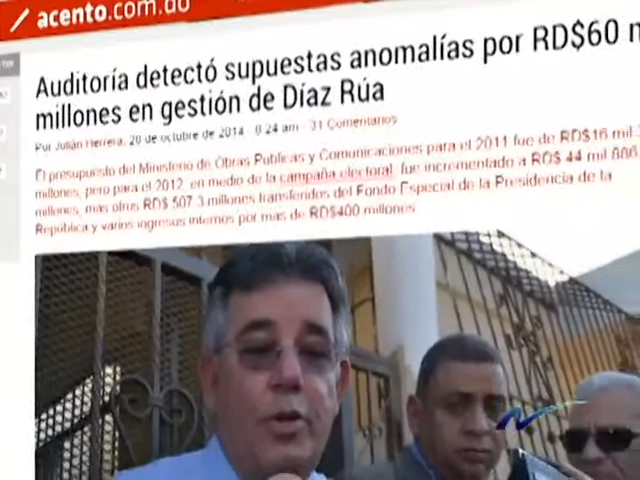 acento.com.do
Auditoría detectó supuestas anomalías por RD$60 m
millones en gestión de Díaz Rúa
Por Julián Herrera, 20 de octubre de 2014 - 8:24 am - 31 Comentarios
El presupuesto del Ministerio de Obras Publicas y Comunicaciones para el 2011 fue de RD$16 mil
millones, pero para el 2012, en medio de la campaña electoral, fue incrementado a RD$ 44 mil 886
millones, más otros RD$ 507.3 millones transferidos del Fondo Especial de la Presidencia de la
República y varios ingresos internos por más de RD$400 millones